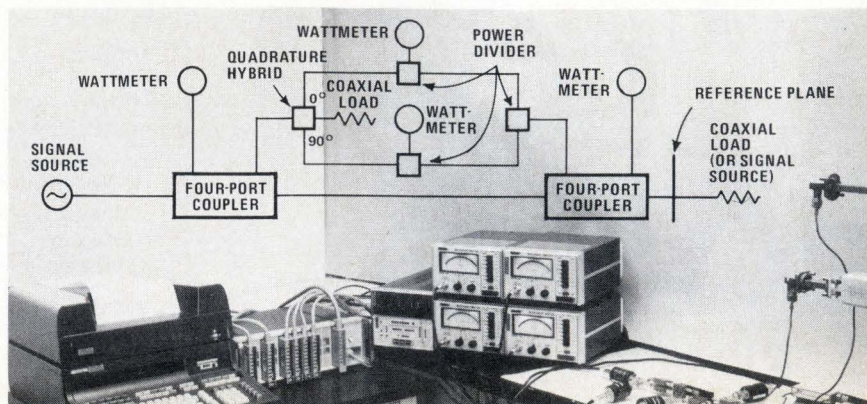 WATTMETER
POWER
DIVIDER
QUADRATURE
HYBRID
WATTMETER
COAXIAL
LOAD
WATT-
METER
WATT-
METER
REFERENCE PLANE
0°
90°
SIGNAL
SOURCE
COAXIAL
LOAD
(OR SIGNAL
SOURCE)
FOUR-PORT
COUPLER
FOUR-PORT
COUPLER